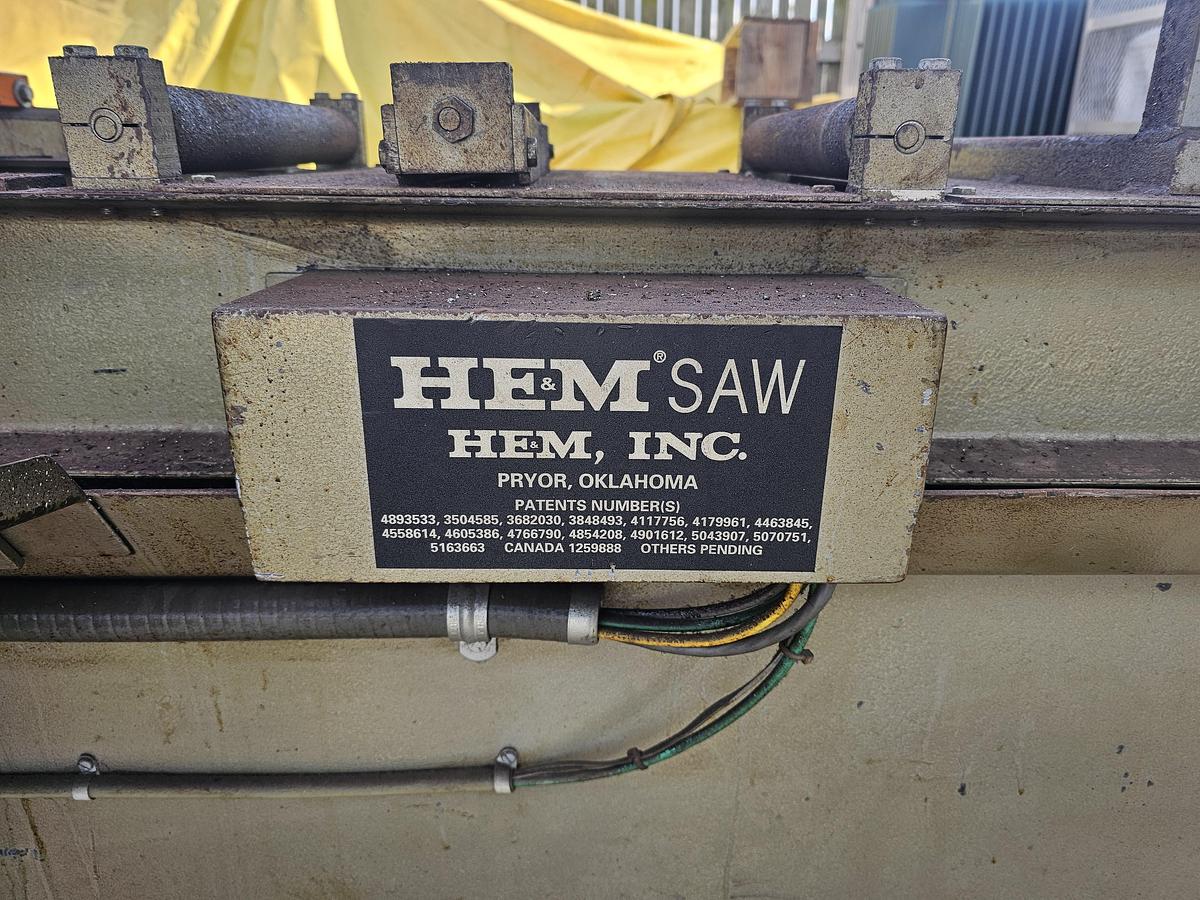 HE&M® SAW
HE&M, INC.
PRYOR, OKLAHOMA
PATENTS NUMBER(S)
4893533, 3504585, 3682030, 3848493, 4117756, 4179961, 4463845,
4558614, 4605386, 4766790, 4854208, 4901612, 5043907, 5070751,
5163663 CANADA 1259888 OTHERS PENDING